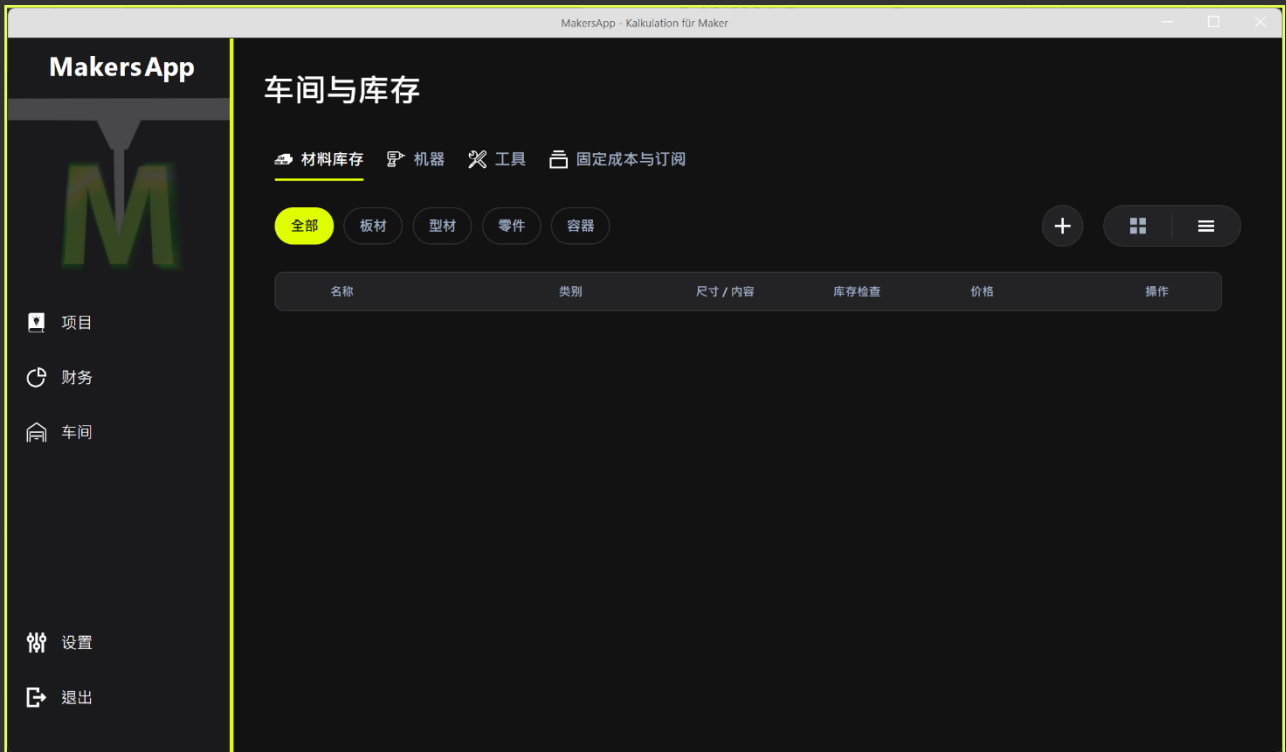 MakersApp - Kalkulation für Maker
MakersApp
M
车间与库存
材料库存 机器 工具 固定成本与订阅
全部 板材 型材 零件 容器
名称 类别 尺寸 / 内容 库存检查 价格 操作
项目
财务
车间
设置
退出